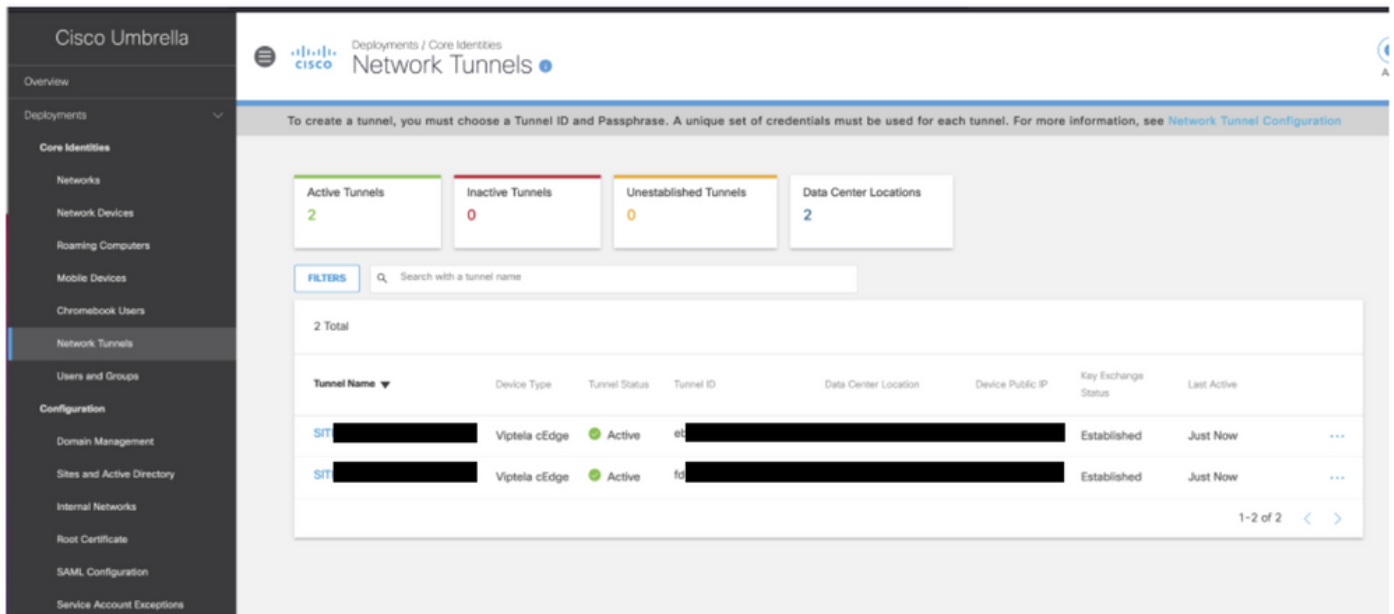 Cisco Umbrella
Overview
Deployments
Core Identities
Networks
Network Devices
Roaming Computers
Mobile Devices
Chromebook Users
Network Tunnels
Users and Groups
Configuration
Domain Management
Sites and Active Directory
Internal Networks
Root Certificate
SAML Configuration
Service Account Exceptions
CISCO
Deployments / Core Identities
Network Tunnels
A
To create a tunnel, you must choose a Tunnel ID and Passphrase. A unique set of credentials must be used for each tunnel. For more information, see Network Tunnel Configuration
Active Tunnels
2
Inactive Tunnels
0
Unestablished Tunnels
0
Data Center Locations
2
FILTERS
Search with a tunnel name
2 Total
Tunnel Name Device Type Tunnel Status Tunnel ID Data Center Location Device Public IP Key Exchange Status Last Active
SIT Viptela cEdge Active eb Established Just Now ...
SIT Viptela cEdge Active fd Established Just Now ...
1-2 of 2 < >